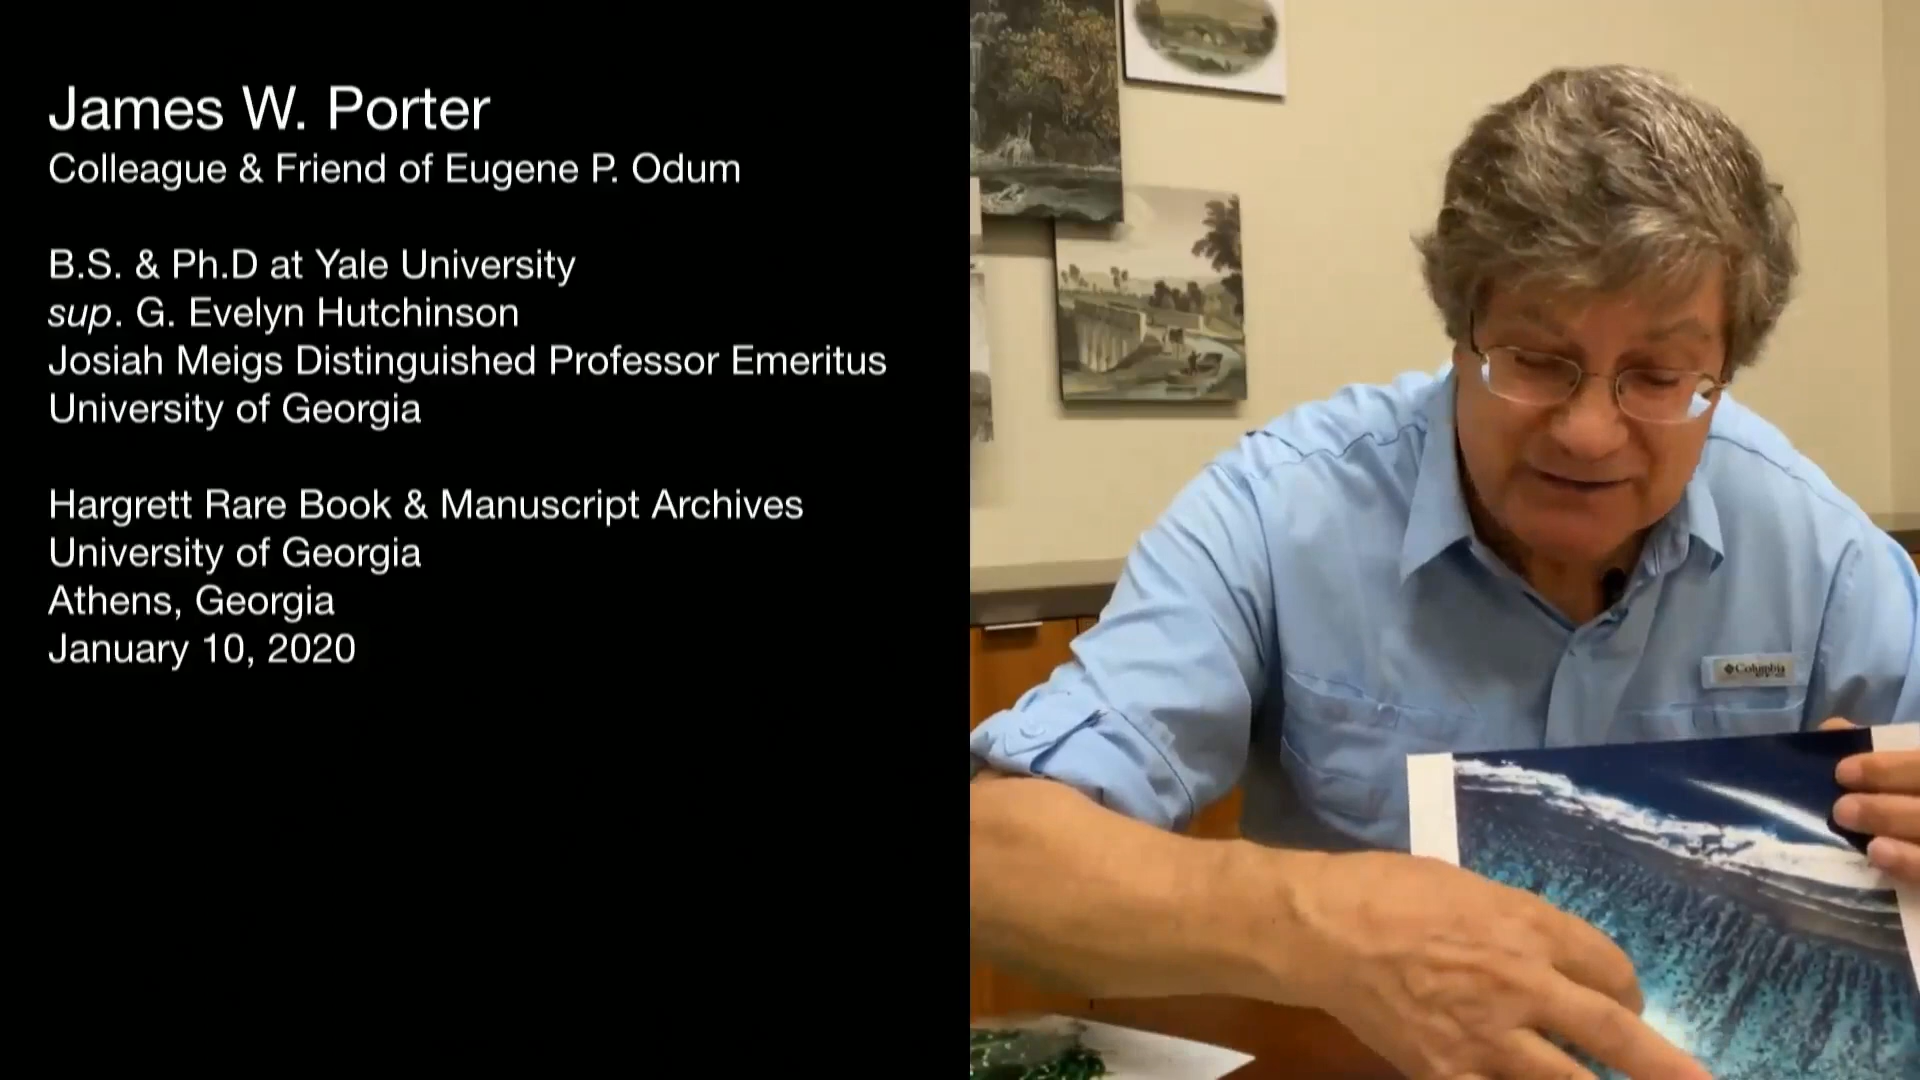 James W. Porter
Colleague & Friend of Eugene P. Odum
B.S. & Ph.D at Yale University
sup. G. Evelyn Hutchinson
Josiah Meigs Distinguished Professor Emeritus
University of Georgia
Hargrett Rare Book & Manuscript Archives
University of Georgia
Athens, Georgia
January 10, 2020
Columbia